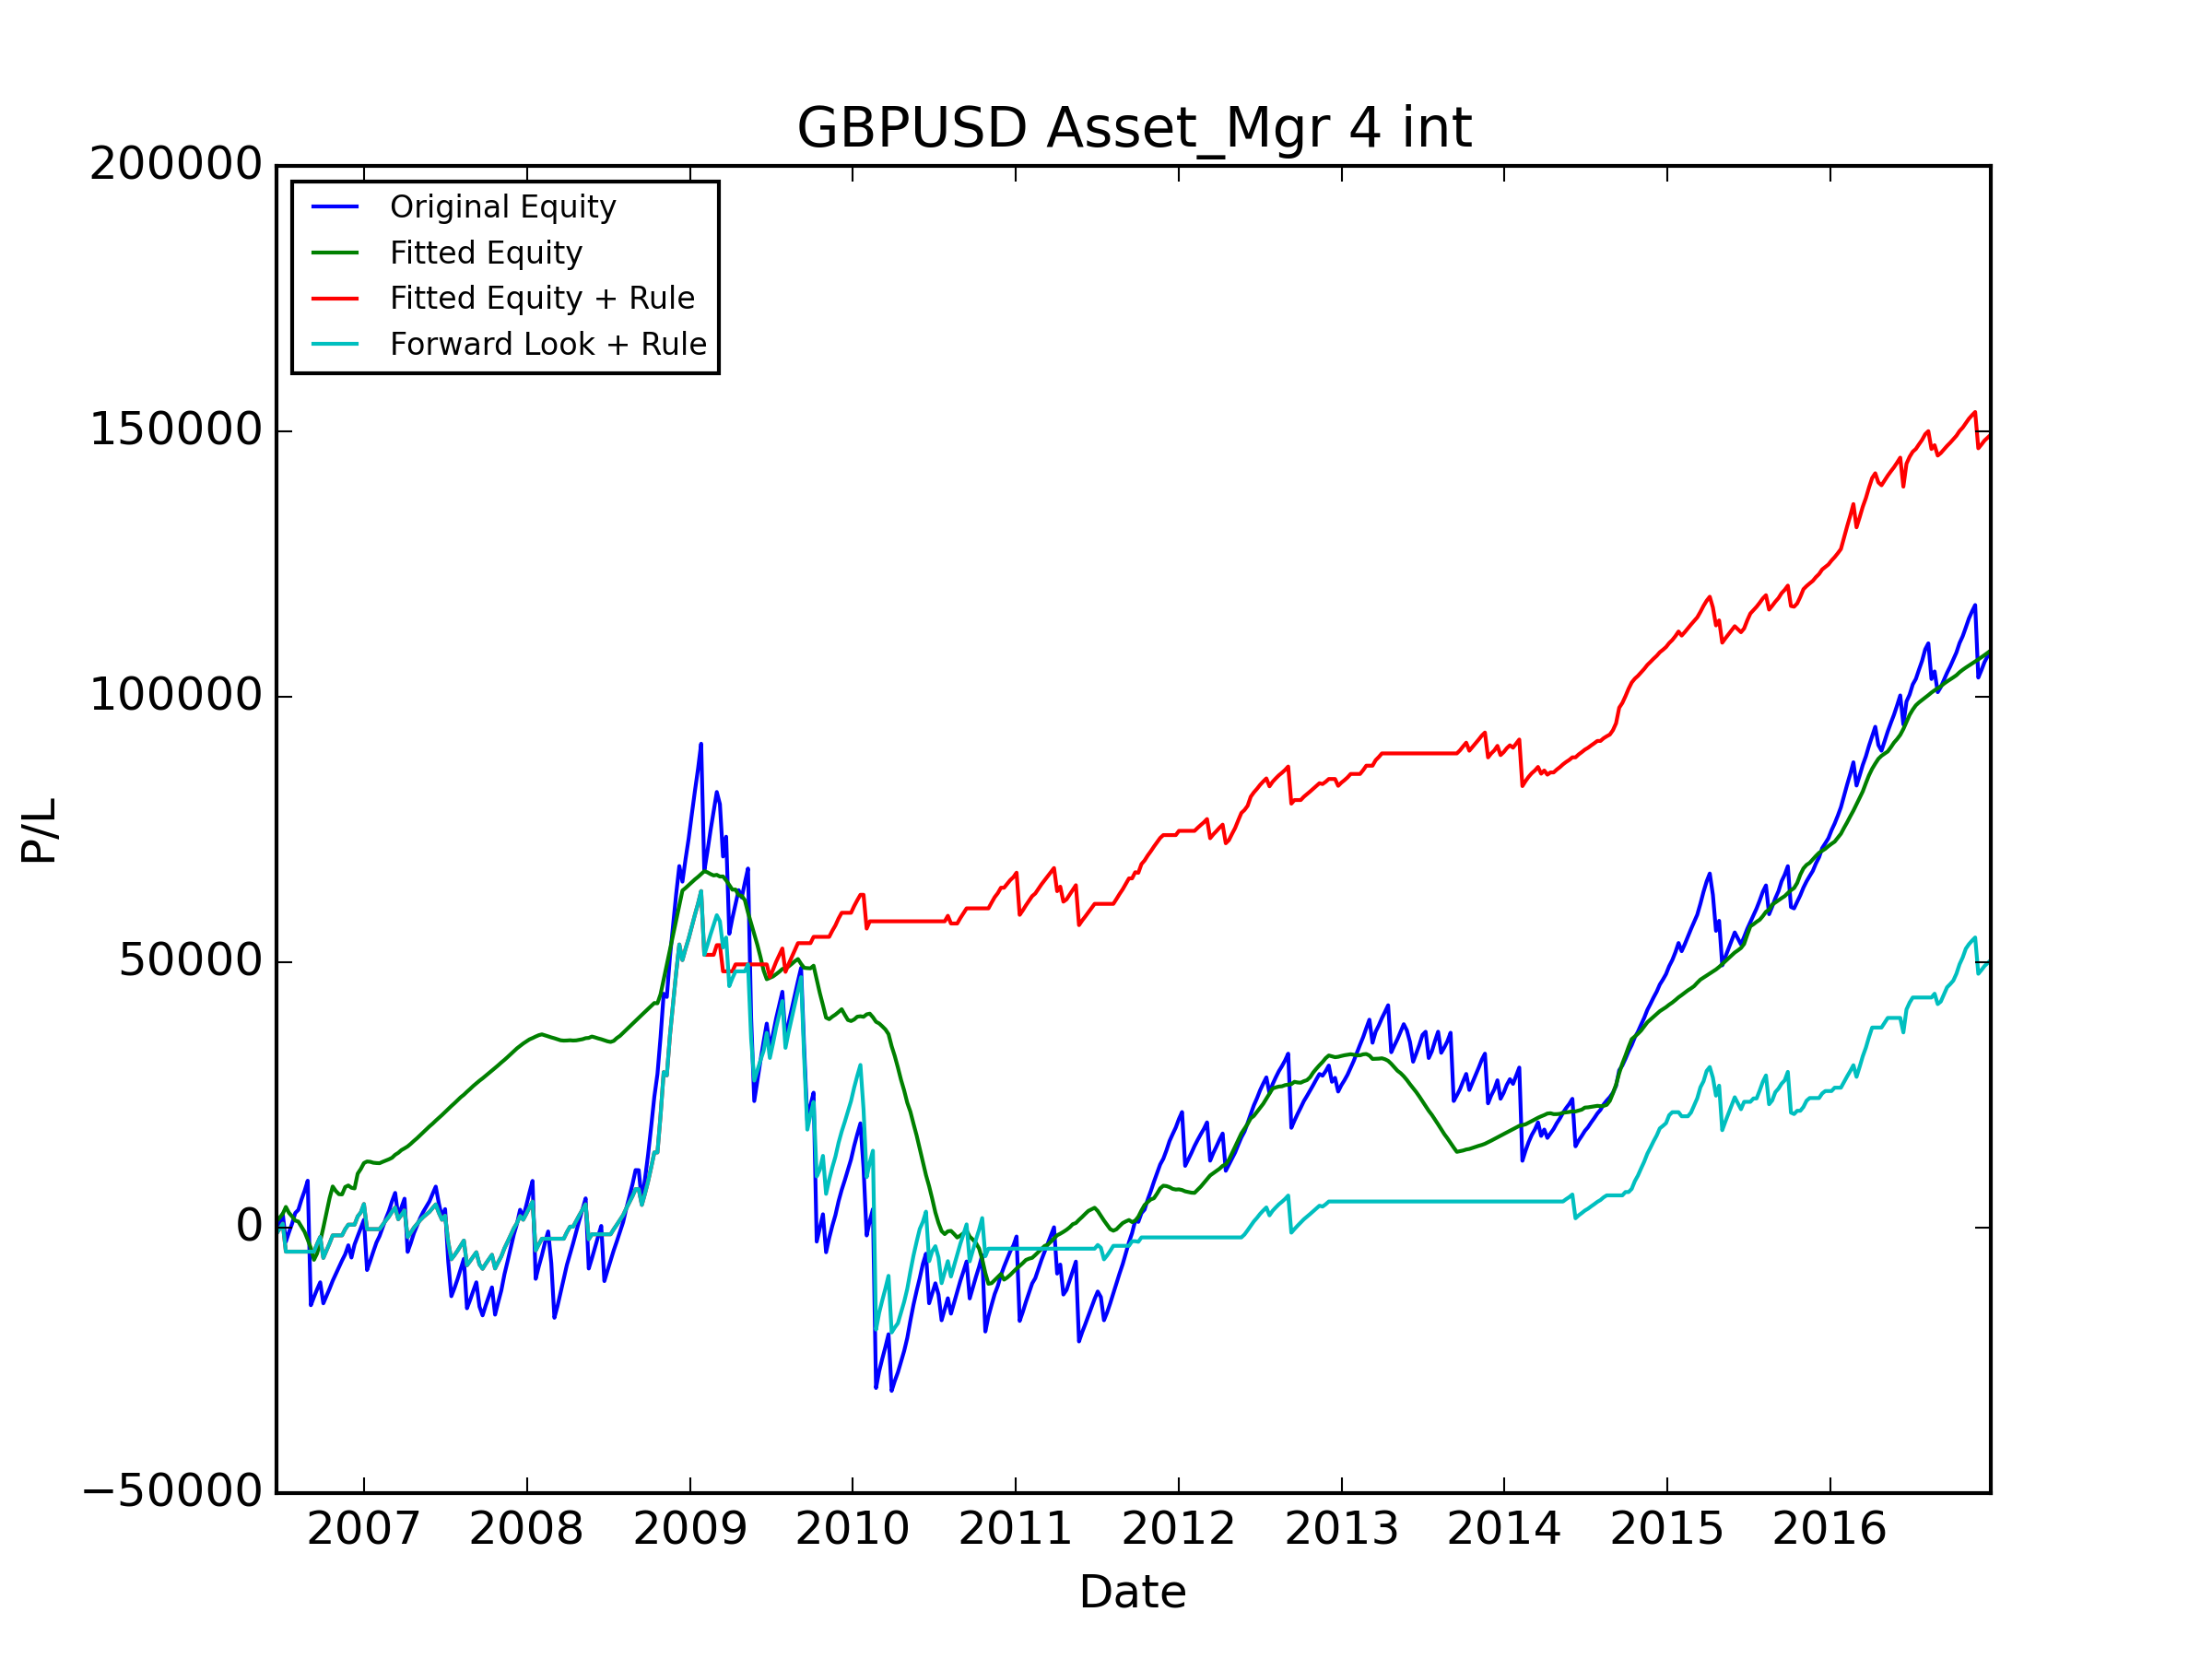 GBPUSD Asset_Mgr 4 int
200000
150000
100000
50000
0
−50000
P/L
Original Equity
Fitted Equity
Fitted Equity + Rule
Forward Look + Rule
2007 2008 2009 2010 2011 2012 2013 2014 2015 2016
Date